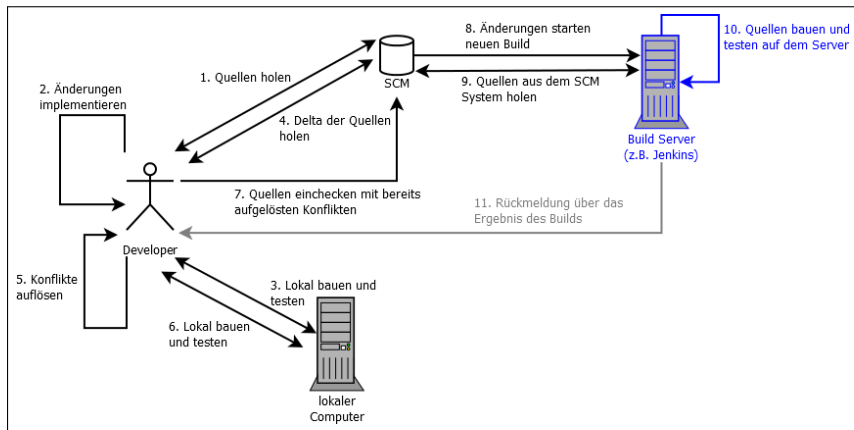 8. Änderungen starten
neuen Build
10. Quellen bauen und
testen auf dem Server
1. Quellen holen
SCM
9. Quellen aus dem SCM
System holen
2. Änderungen
implementieren
4. Delta der Quellen
holen
Build Server
(z.B. Jenkins)
7. Quellen einchecken mit bereits
aufgelösten Konflikten
11. Rückmeldung über das
Ergebnis des Builds
Developer
5. Konflikte
auflösen
3. Lokal bauen und
testen
6. Lokal bauen
und testen
lokaler
Computer